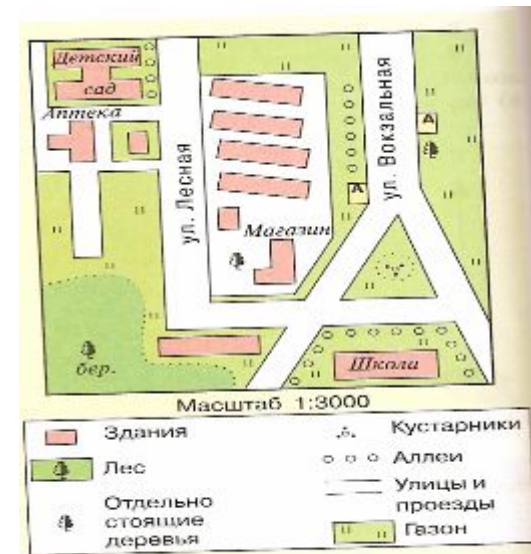 Детский
сад
Аптека
ул. Лесная
Магазин
ул. Вокзальная
А
А
бер.
Школа
Масштаб 1:3000
Здания
Лес
Отдельно
стоящие
деревья
Кустарники
Аллеи
Улицы и
проезды
Газон